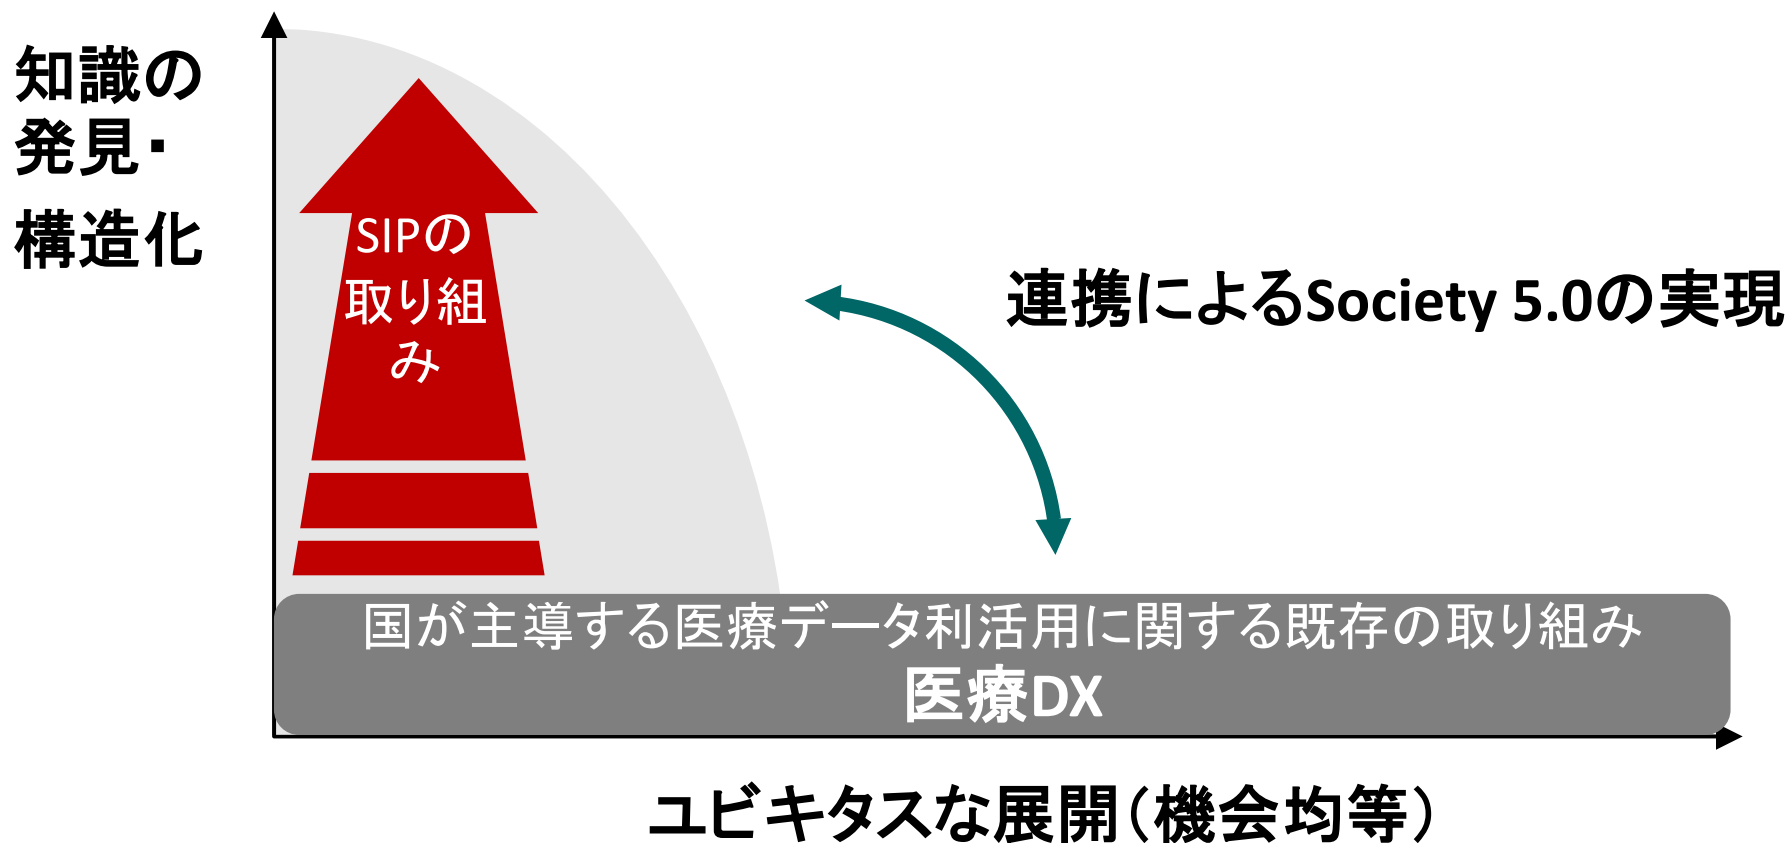 知識の
発見・
構造化
SIPの
取り組
み
連携によるSociety 5.0の実現
国が主導する医療データ利活用に関する既存の取り組み
医療DX
ユビキタスな展開（機会均等）